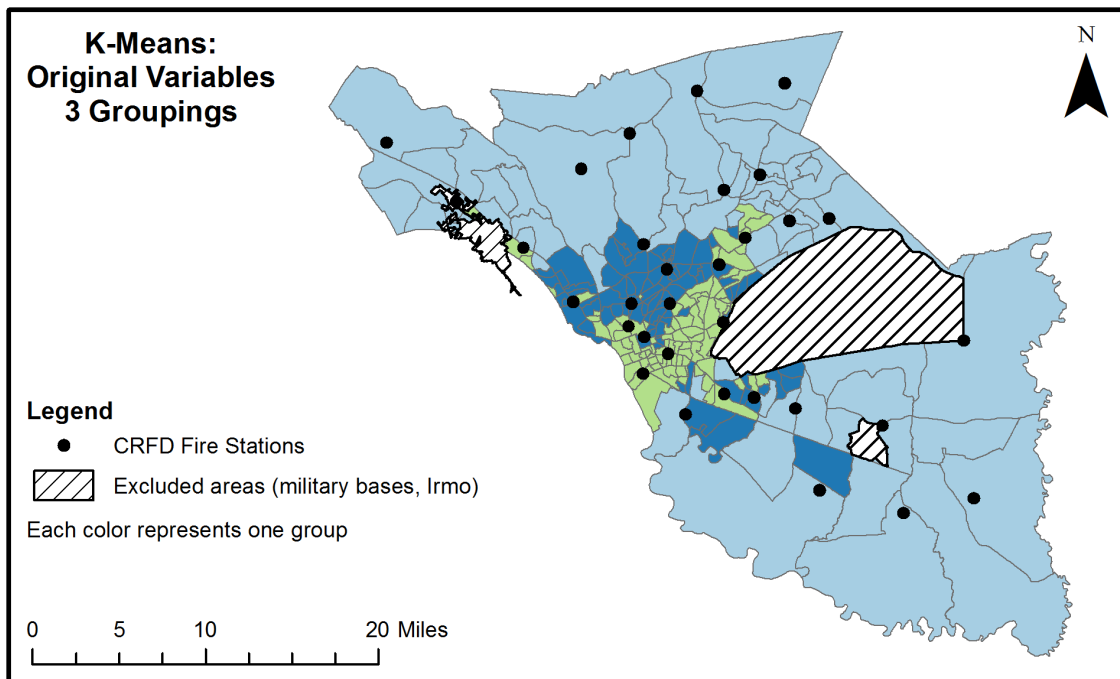 K-Means:
Original Variables
3 Groupings
N
Legend
CRFD Fire Stations
Excluded areas (military bases, Irmo)
Each color represents one group
0 5 10 20 Miles